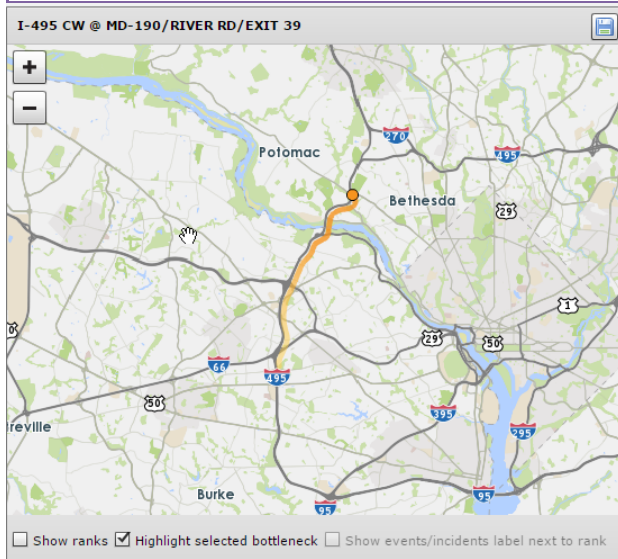 I-495 CW @ MD-190/RIVER RD/EXIT 39
+
−
270
Potomac
495
Bethesda
29
1
0
29
50
66
495
50
395
reville
295
Burke
95
95
Show ranks Highlight selected bottleneck Show events/incidents label next to rank